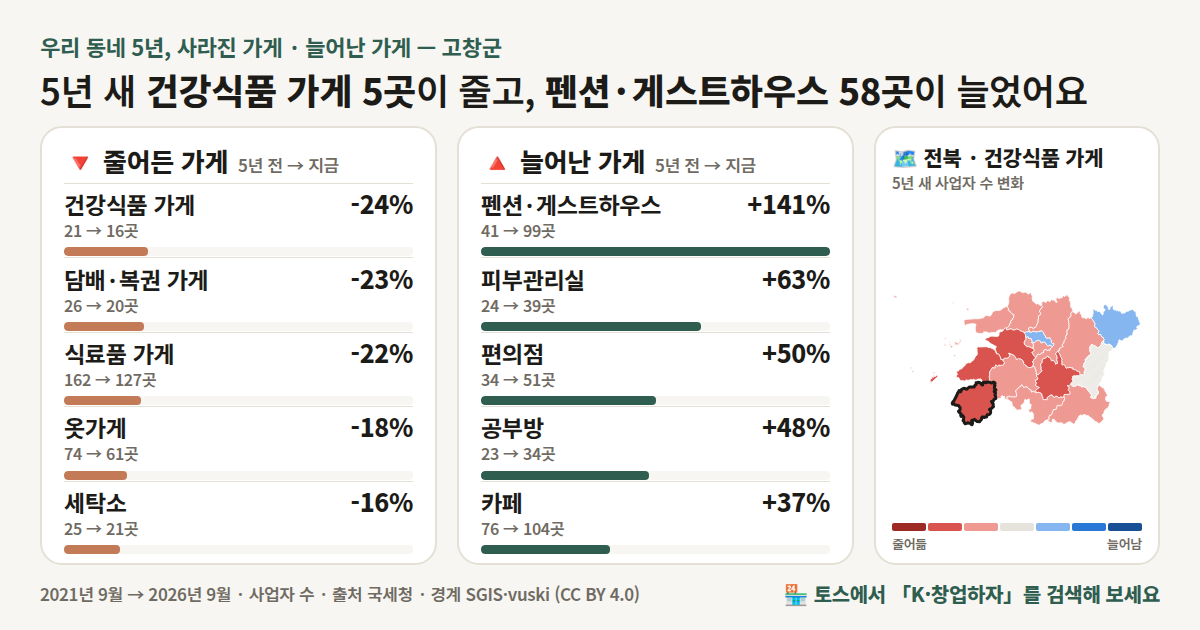 우리 동네 5년, 사라진 가게 · 늘어난 가게 — 고창군
5년 새 건강식품 가게 5곳이 줄고, 펜션·게스트하우스 58곳이 늘었어요
줄어든 가게 5년 전 → 지금
건강식품 가게 -24%
21 → 16곳
담배·복권 가게 -23%
26 → 20곳
식료품 가게 -22%
162 → 127곳
옷가게 -18%
74 → 61곳
세탁소 -16%
25 → 21곳
늘어난 가게 5년 전 → 지금
펜션·게스트하우스 +141%
41 → 99곳
피부관리실 +63%
24 → 39곳
편의점 +50%
34 → 51곳
공부방 +48%
23 → 34곳
카페 +37%
76 → 104곳
전북 · 건강식품 가게
5년 새 사업자 수 변화
줄어듦 늘어남
2021년 9월 → 2026년 9월 · 사업자 수 · 출처 국세청 · 경계 SGIS·vuski (CC BY 4.0)
토스에서 「K·창업하자」를 검색해 보세요